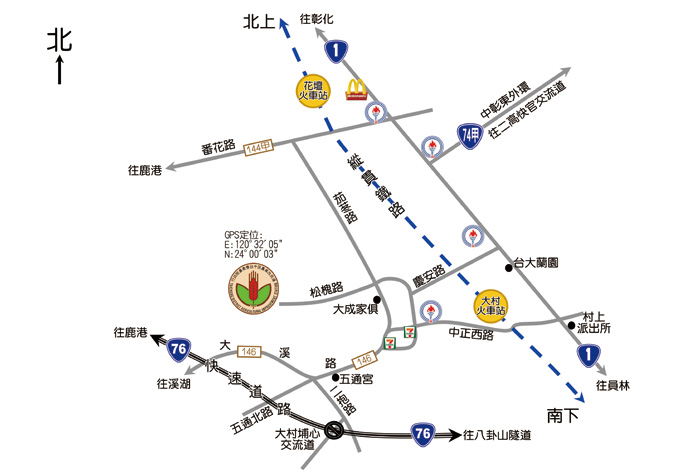 北
北上
往彰化
1
花壇
火車站
中彰東外環
往二高快官交流道
74甲
番花路
144甲
往鹿港
縱貫鐵路
茄苳路
GPS定位:
E:120°32'05"
N:24°00'03"
松槐路
慶安路
台大蘭園
大成家俱
大村
火車站
中正西路
村上
派出所
7
7
往鹿港
76
大溪路
146
146
往溪湖
快速道路
五通宮
二抱路
五通北路
大村埔心
交流道
76
往八卦山隧道
1
往員林
南下